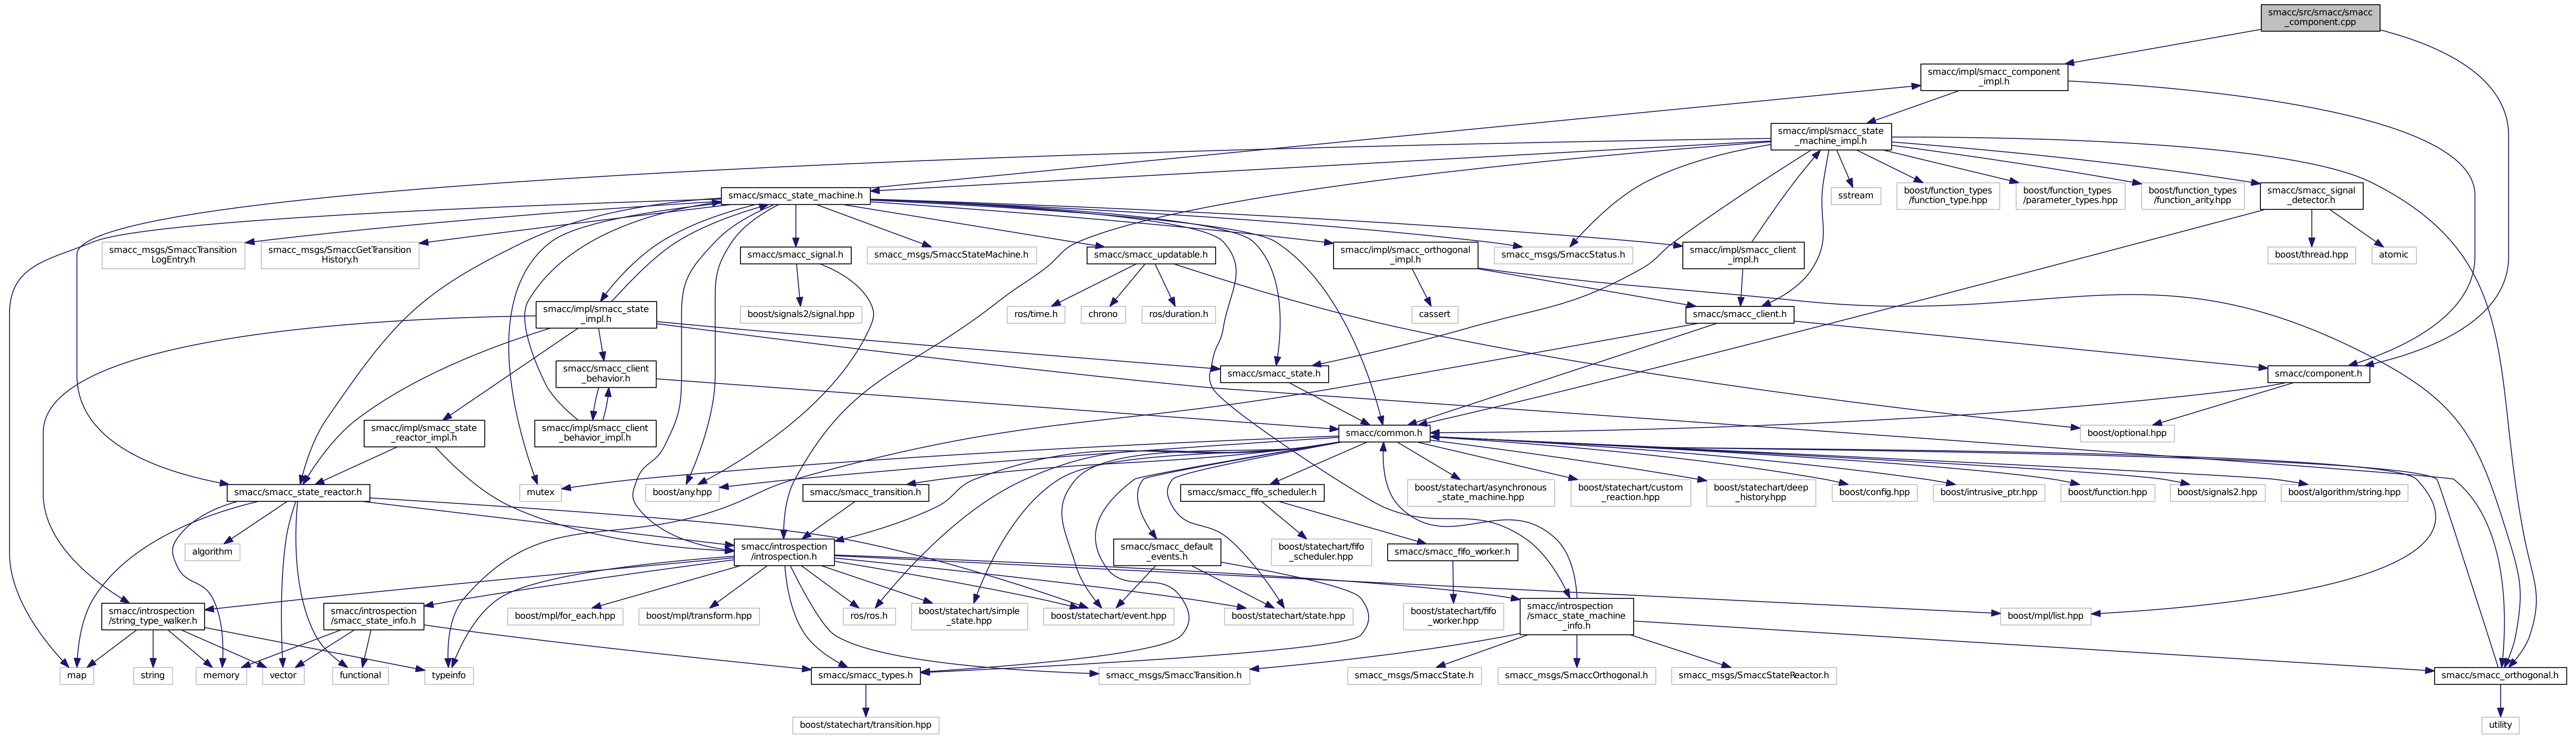 smacc/src/smacc/smacc
_component.cpp
smacc/impl/smacc_component
_impl.h
smacc/impl/smacc_state
_machine_impl.h
smacc/smacc_state_machine.h
sstream
boost/function_types
/function_type.hpp
boost/function_types
/parameter_types.hpp
boost/function_types
/function_arity.hpp
smacc/smacc_signal
_detector.h
smacc_msgs/SmaccTransition
LogEntry.h
smacc_msgs/SmaccGetTransition
History.h
smacc/smacc_signal.h
smacc_msgs/SmaccStateMachine.h
smacc/smacc_updatable.h
smacc/impl/smacc_orthogonal
_impl.h
smacc_msgs/SmaccStatus.h
smacc/impl/smacc_client
_impl.h
boost/thread.hpp
atomic
smacc/impl/smacc_state
_impl.h
boost/signals2/signal.hpp
ros/time.h
chrono
ros/duration.h
cassert
smacc/smacc_client.h
smacc/smacc_client
_behavior.h
smacc/smacc_state.h
smacc/component.h
smacc/impl/smacc_state
_reactor_impl.h
smacc/impl/smacc_client
_behavior_impl.h
smacc/common.h
boost/optional.hpp
smacc/smacc_state_reactor.h
mutex
boost/any.hpp
smacc/smacc_transition.h
smacc/smacc_fifo_scheduler.h
boost/statechart/asynchronous
_state_machine.hpp
boost/statechart/custom
_reaction.hpp
boost/statechart/deep
_history.hpp
boost/config.hpp
boost/intrusive_ptr.hpp
boost/function.hpp
boost/signals2.hpp
boost/algorithm/string.hpp
algorithm
smacc/introspection
/introspection.h
smacc/smacc_default
_events.h
boost/statechart/fifo
_scheduler.hpp
smacc/smacc_fifo_worker.h
smacc/introspection
/string_type_walker.h
smacc/introspection
/smacc_state_info.h
boost/mpl/for_each.hpp
boost/mpl/transform.hpp
ros/ros.h
boost/statechart/simple
_state.hpp
boost/statechart/event.hpp
boost/statechart/state.hpp
boost/statechart/fifo
_worker.hpp
smacc/introspection
/smacc_state_machine
_info.h
boost/mpl/list.hpp
map
string
memory
vector
functional
typeinfo
smacc/smacc_types.h
smacc_msgs/SmaccTransition.h
smacc_msgs/SmaccState.h
smacc_msgs/SmaccOrthogonal.h
smacc_msgs/SmaccStateReactor.h
smacc/smacc_orthogonal.h
boost/statechart/transition.hpp
utility